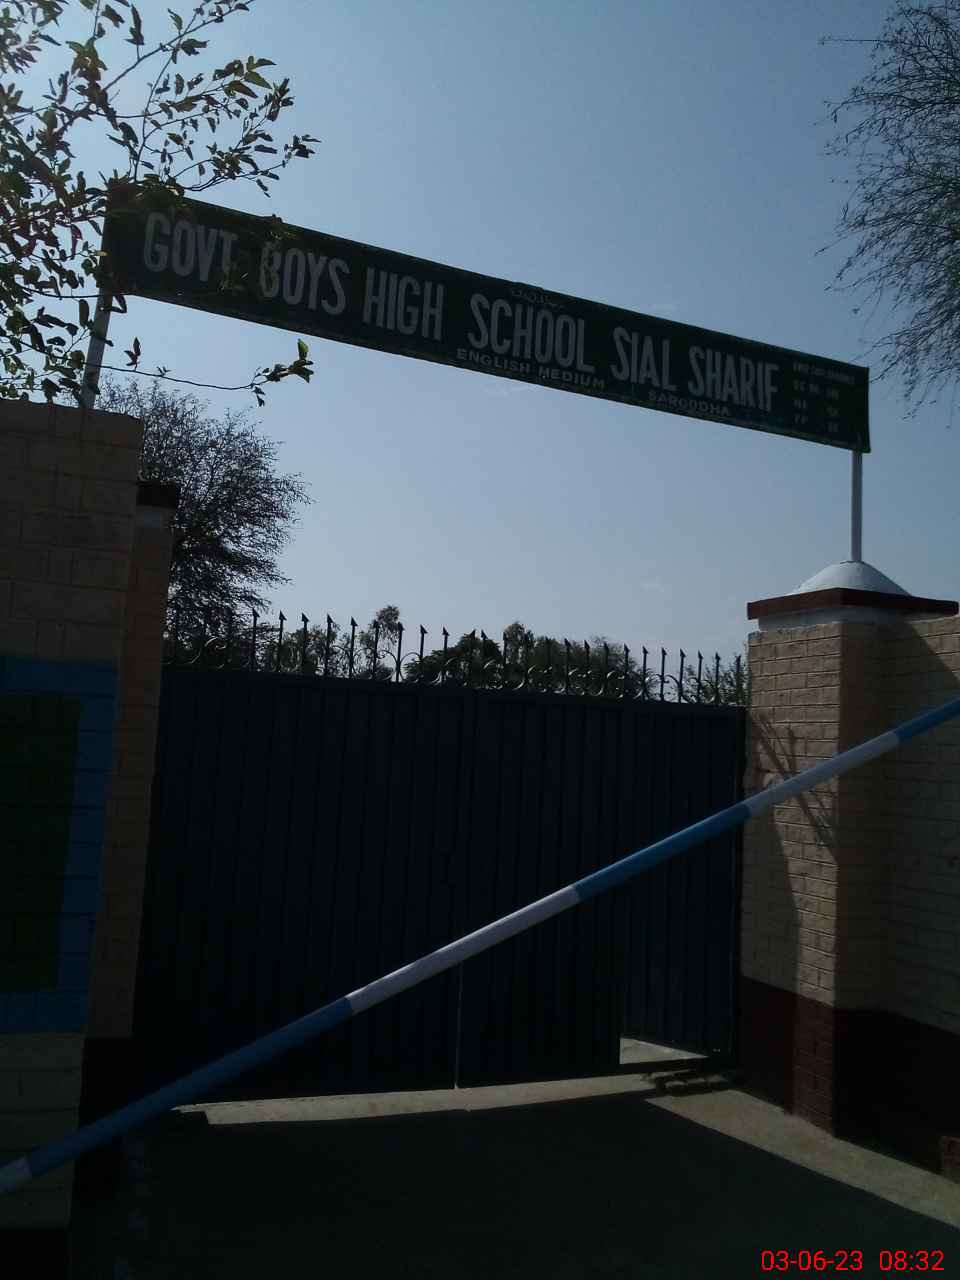 GOVT. BOYS HIGH SCHOOL SIAL SHARIF
ENGLISH MEDIUM SARGODHA
03-06-23 08:32